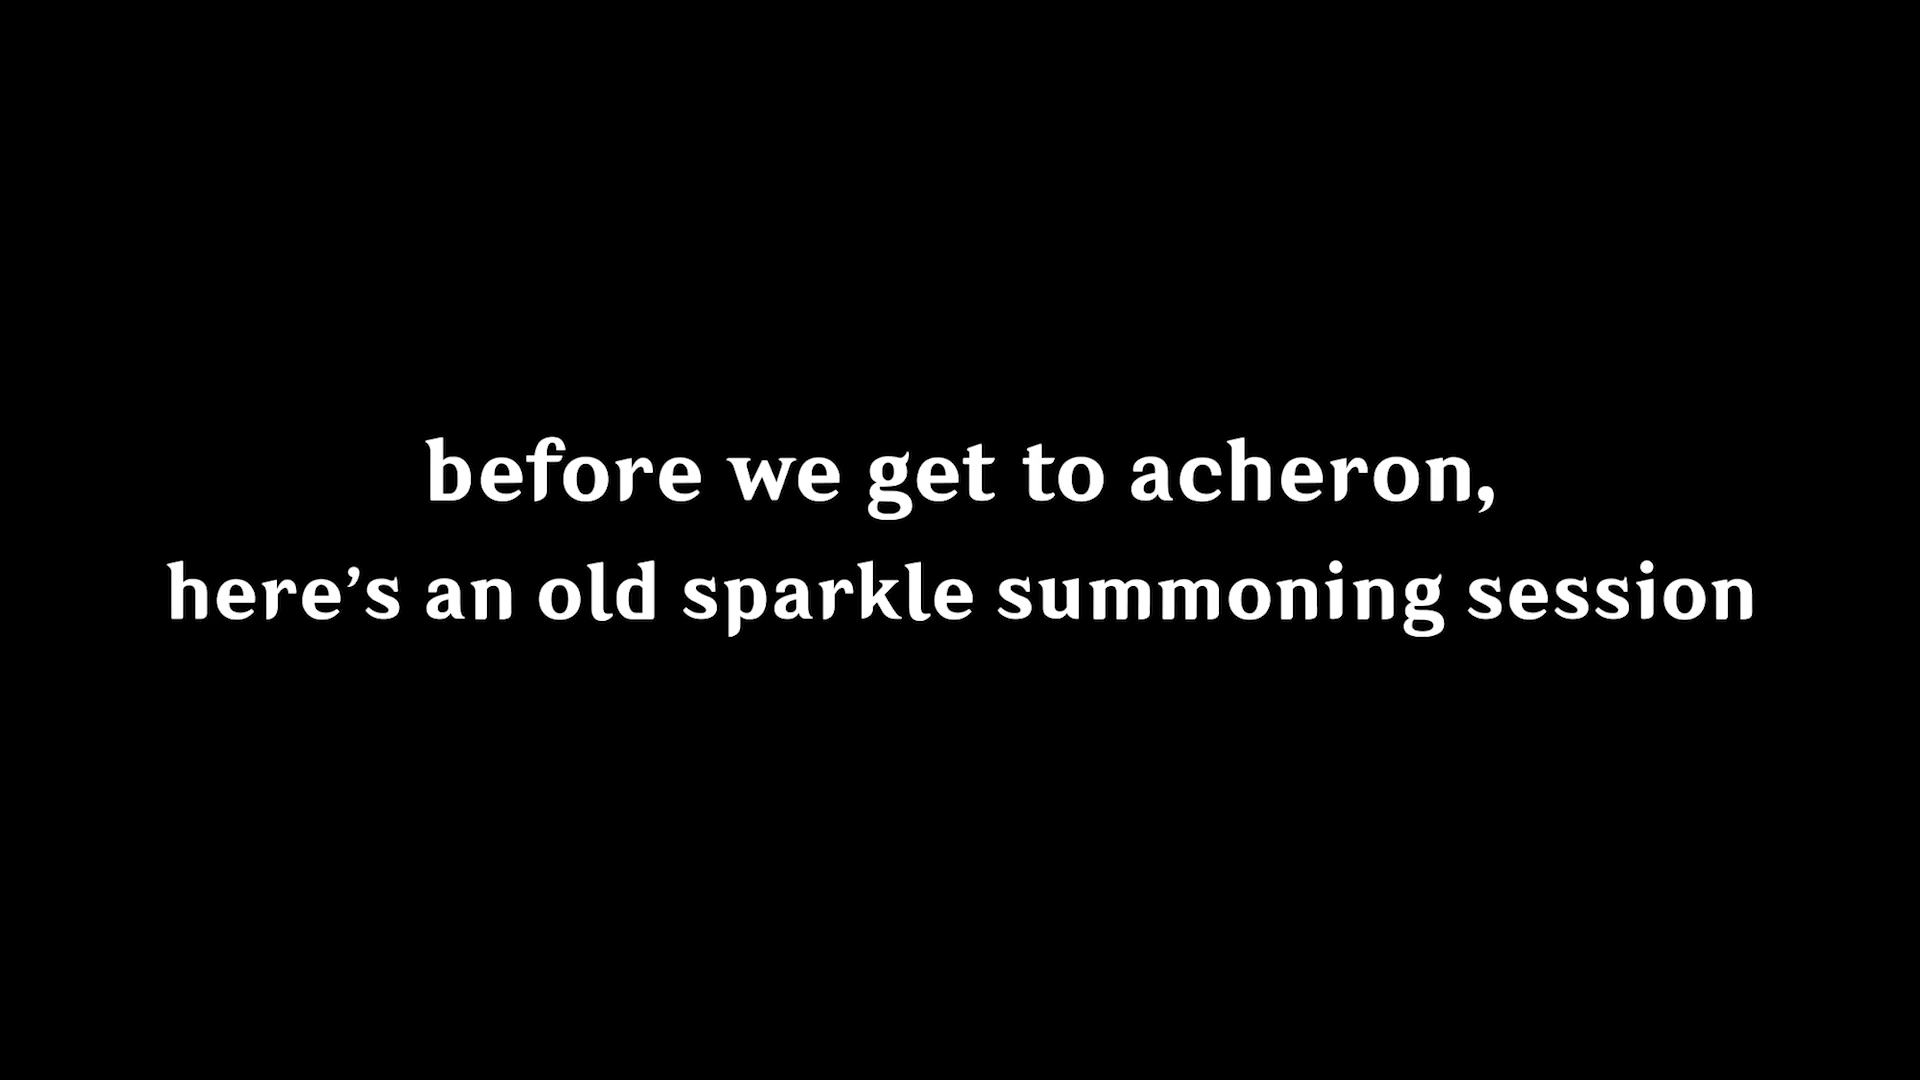 before we get to acheron,
here’s an old sparkle summoning session